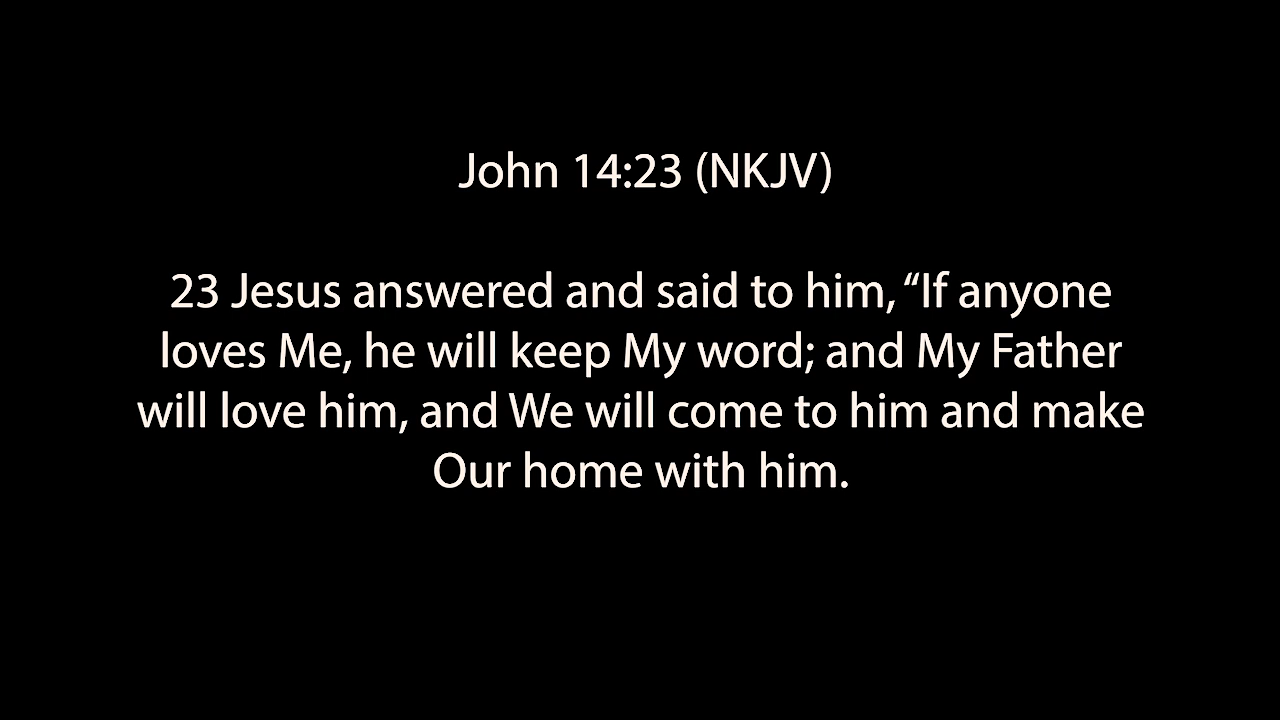 John 14:23 (NKJV)
23 Jesus answered and said to him, “If anyone
loves Me, he will keep My word; and My Father
will love him, and We will come to him and make
Our home with him.